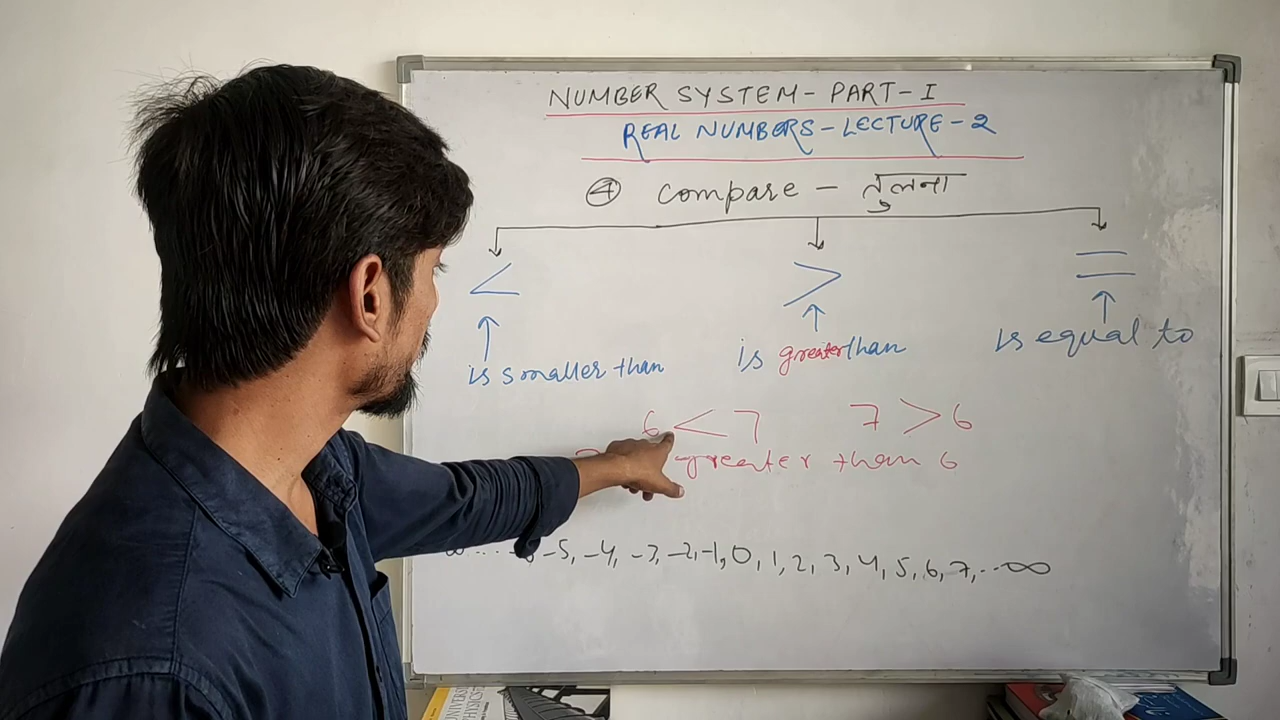 NUMBER SYSTEM - PART - I
REAL NUMBERS - LECTURE - 2
④ compare - तुलना
< > =
↑ ↑ ↑
is smaller than is greater than is equal to
6 < 7 7 > 6
greater than 6
-5, -4, -3, -2, -1, 0, 1, 2, 3, 4, 5, 6, 7, ..∞
UNIVERS